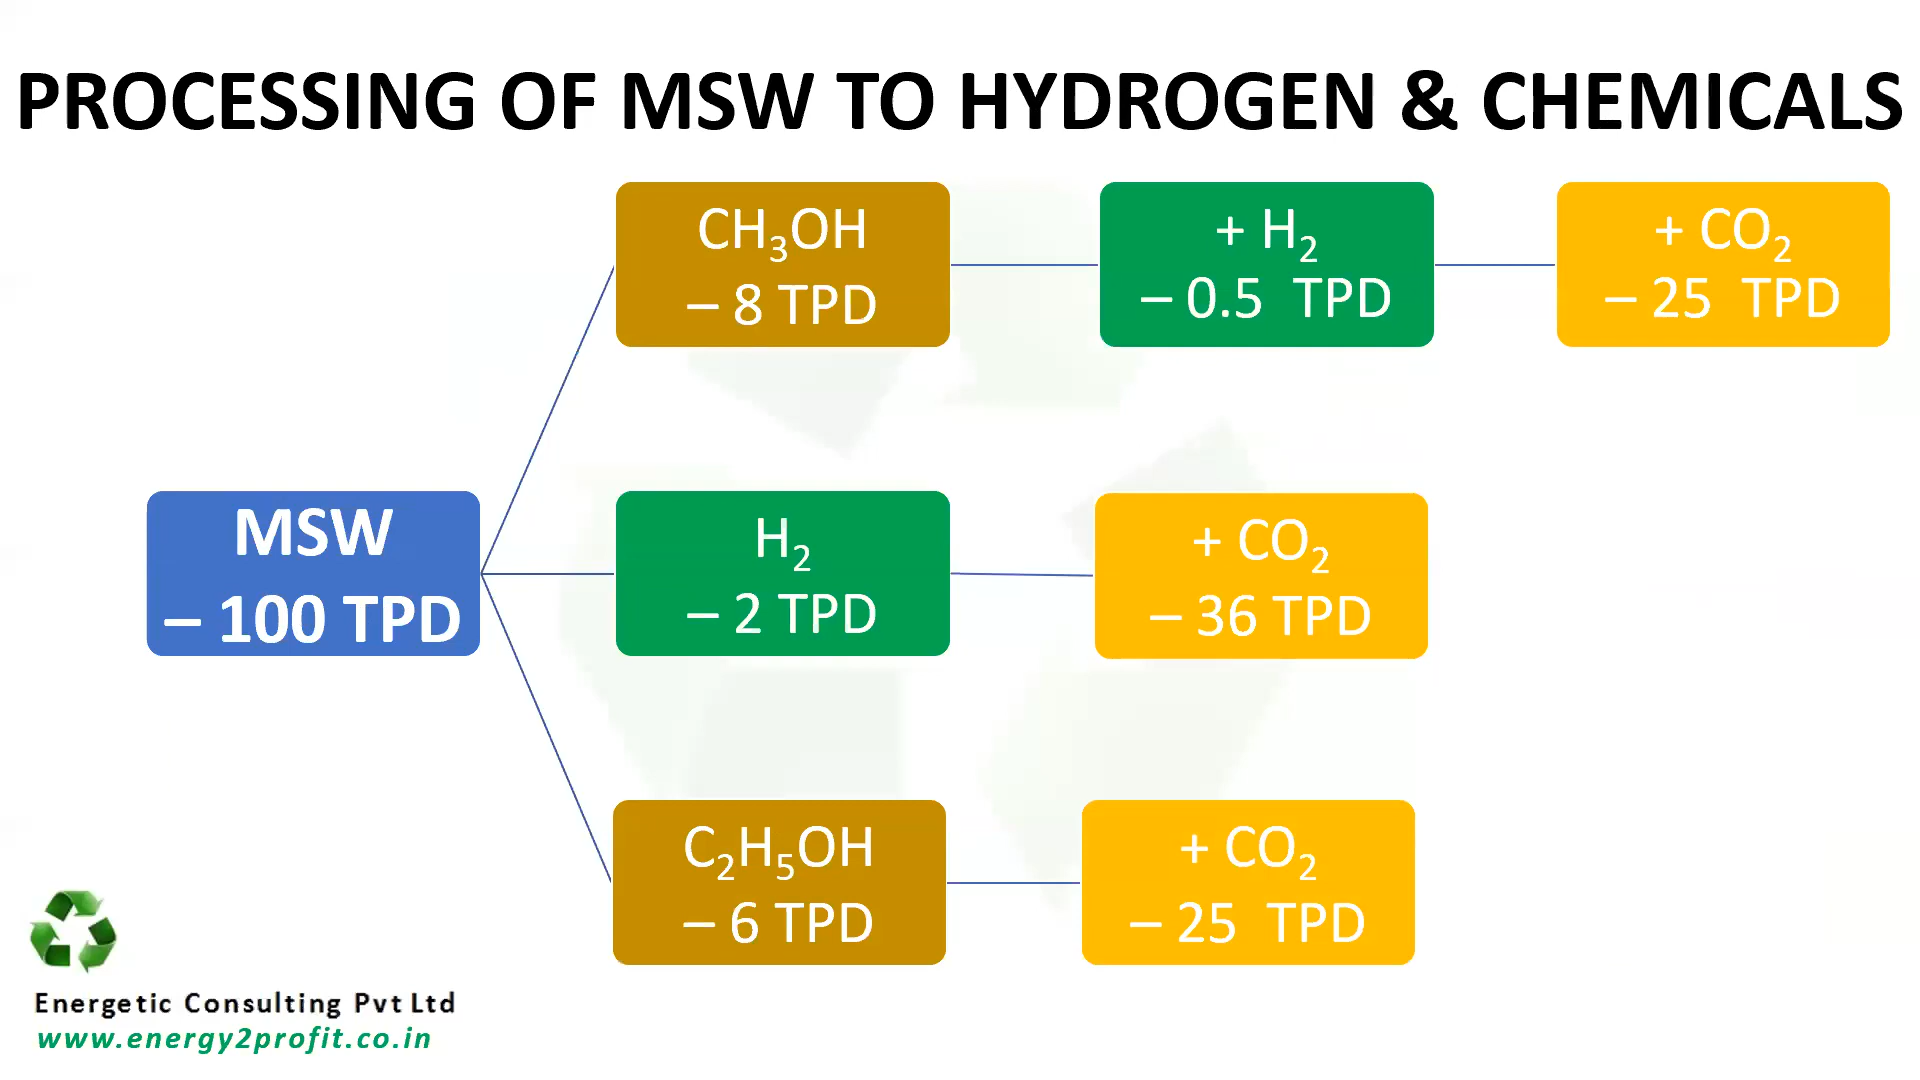 PROCESSING OF MSW TO HYDROGEN & CHEMICALS
CH₃OH
– 8 TPD
+ H₂
– 0.5 TPD
+ CO₂
– 25 TPD
MSW
– 100 TPD
H₂
– 2 TPD
+ CO₂
– 36 TPD
C₂H₅OH
– 6 TPD
+ CO₂
– 25 TPD
Energetic Consulting Pvt Ltd
www.energy2profit.co.in